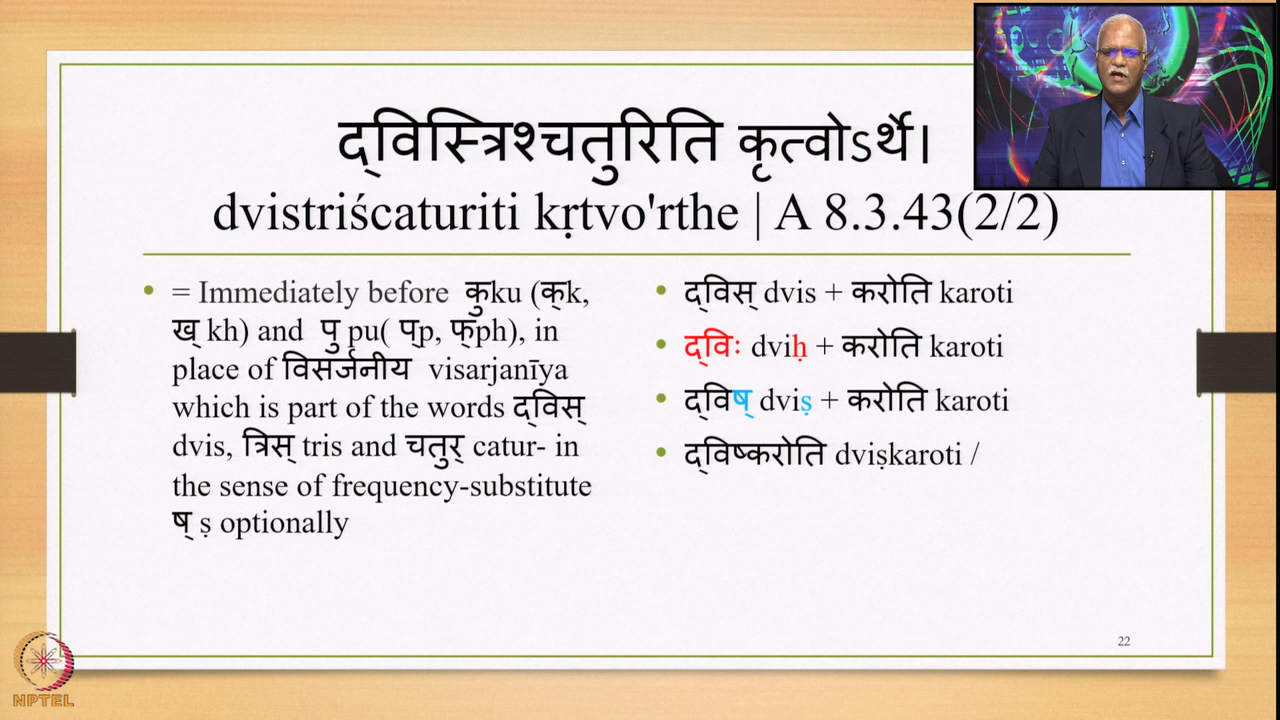 द्विस्त्रिश्चतुरिति कृत्वोऽर्थे।
dvistriścaturiti kṛtvo'rthe | A 8.3.43(2/2)
• = Immediately before कुku (क्k,
ख् kh) and पु pu( प्p, फ्ph), in
place of विसर्जनीय visarjanīya
which is part of the words द्विस्
dvis, त्रिस् tris and चतुर् catur- in
the sense of frequency-substitute
ष् ṣ optionally
• द्विस् dvis + करोति karoti
• द्विः dviḥ + करोति karoti
• द्विष् dviṣ + करोति karoti
• द्विष्करोति dviṣkaroti /
22
NPTEL